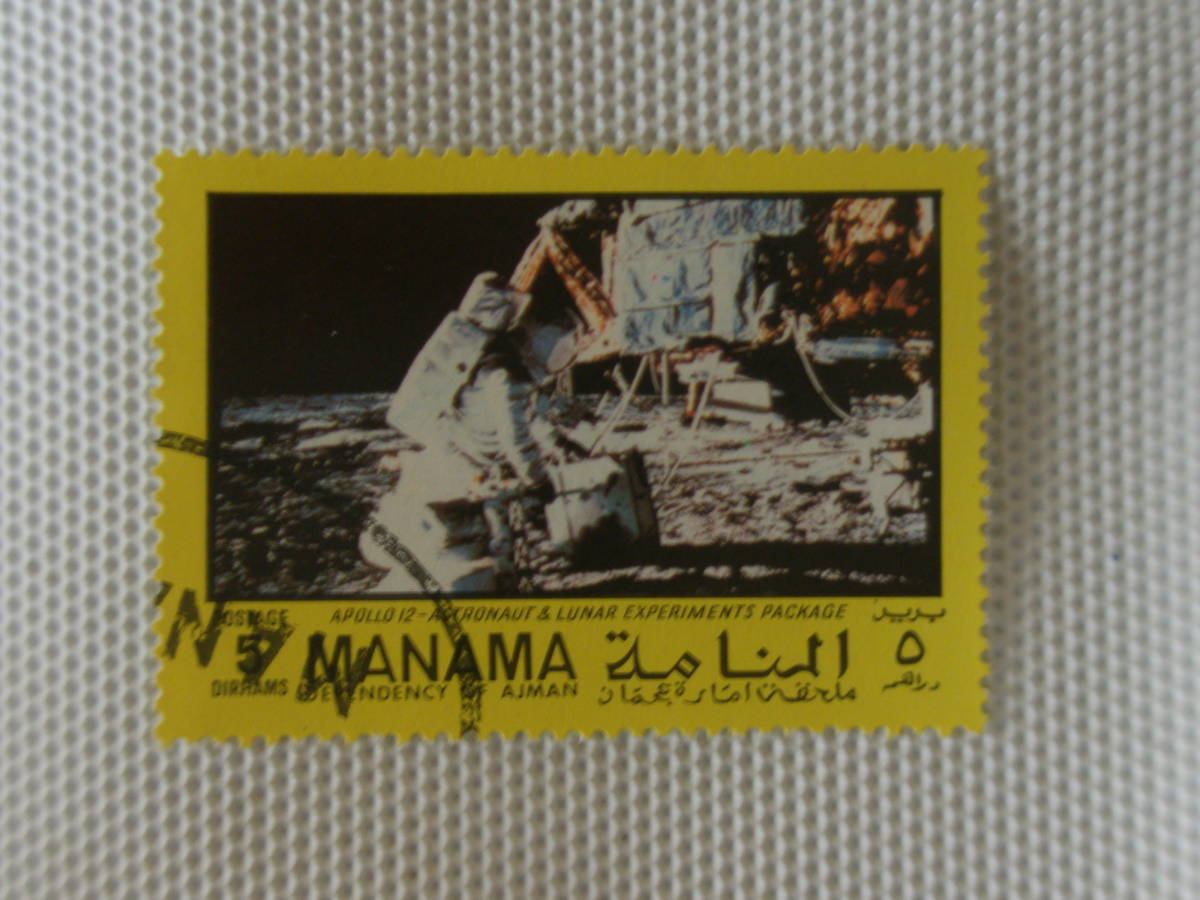 POSTAGE APOLLO 12 - ASTRONAUT & LUNAR EXPERIMENTS PACKAGE بريد
5 MANAMA المنامة ٥
DIRHAMS DEPENDENCY OF AJMAN ملحقة امارة عجمان